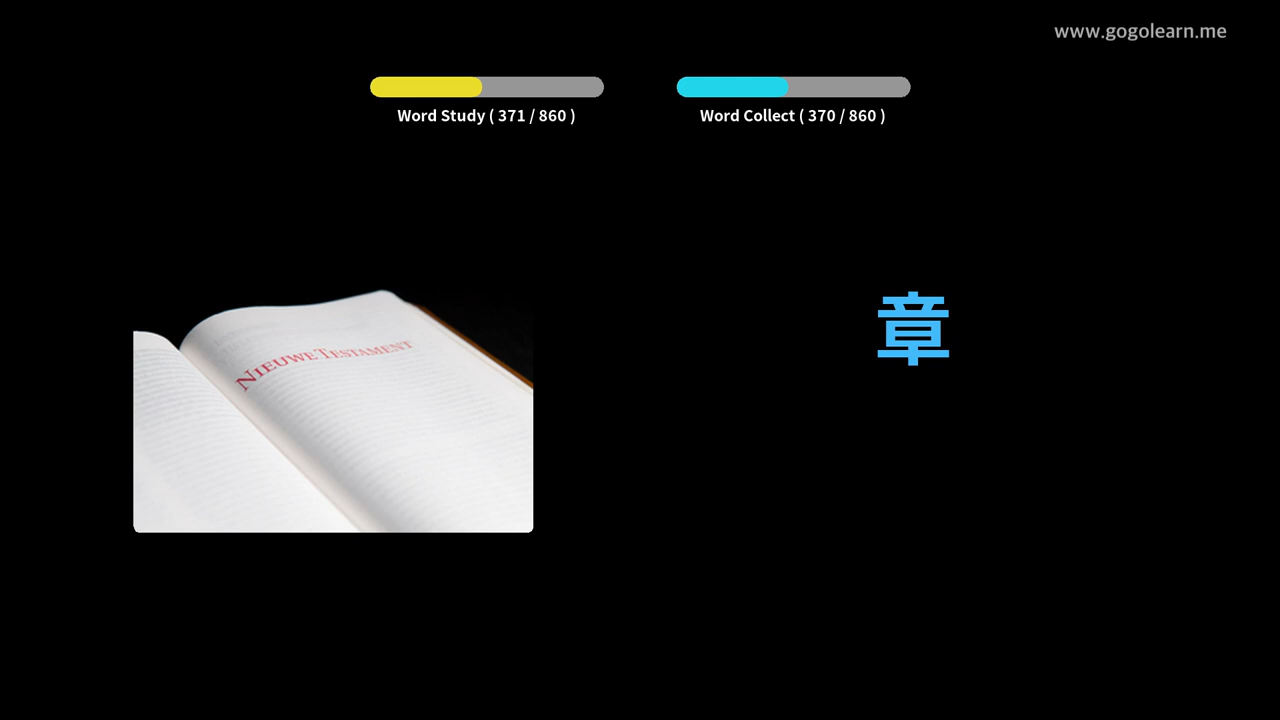 www.gogolearn.me
Word Study ( 371 / 860 )
Word Collect ( 370 / 860 )
NIEUWE TESTAMENT
章